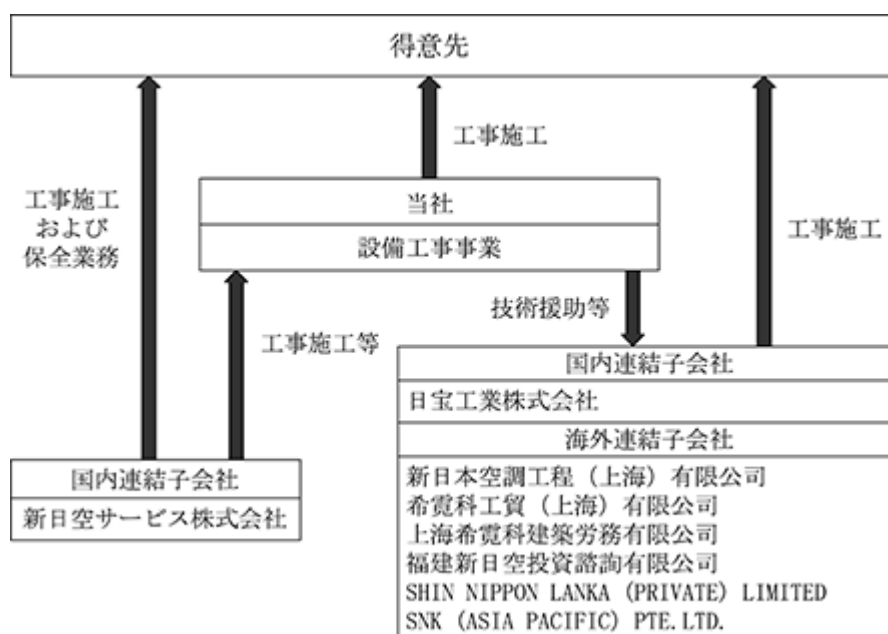 得意先
工事施工
工事施工
および
保全業務
当社
設備工事事業
工事施工
技術援助等
工事施工等
国内連結子会社
日宝工業株式会社
海外連結子会社
新日本空調工程（上海）有限公司
希霓科工貿（上海）有限公司
上海希霓科建築労務有限公司
福建新日空投資諮詢有限公司
SHIN NIPPON LANKA (PRIVATE) LIMITED
SNK (ASIA PACIFIC) PTE.LTD.
国内連結子会社
新日空サービス株式会社